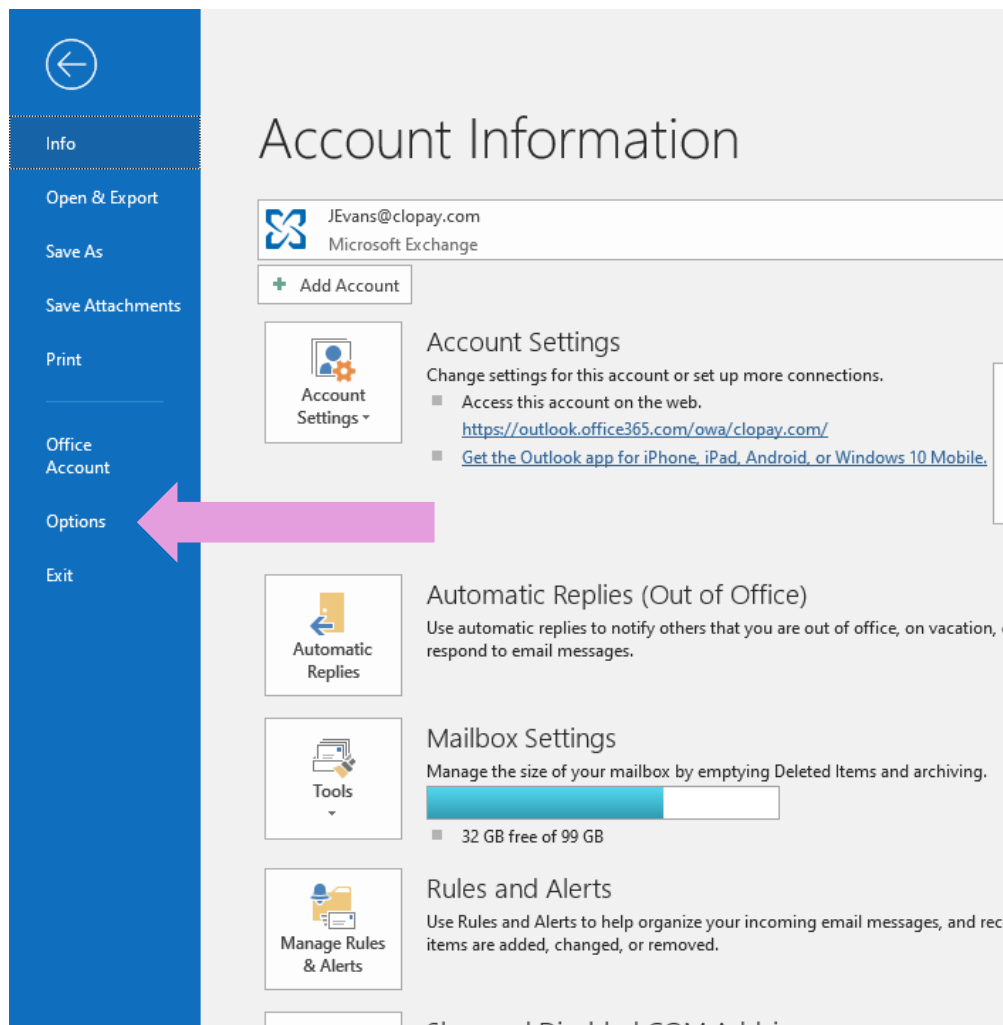 Info
Open & Export
Save As
Save Attachments
Print
Office
Account
Options
Exit
Account Information
JEvans@clopay.com
Microsoft Exchange
Add Account
Account
Settings
Account Settings
Change settings for this account or set up more connections.
Access this account on the web.
https://outlook.office365.com/owa/clopay.com/
Get the Outlook app for iPhone, iPad, Android, or Windows 10 Mobile.
Automatic
Replies
Automatic Replies (Out of Office)
Use automatic replies to notify others that you are out of office, on vacation,
respond to email messages.
Tools
Mailbox Settings
Manage the size of your mailbox by emptying Deleted Items and archiving.
32 GB free of 99 GB
Manage Rules
& Alerts
Rules and Alerts
Use Rules and Alerts to help organize your incoming email messages, and rec
items are added, changed, or removed.